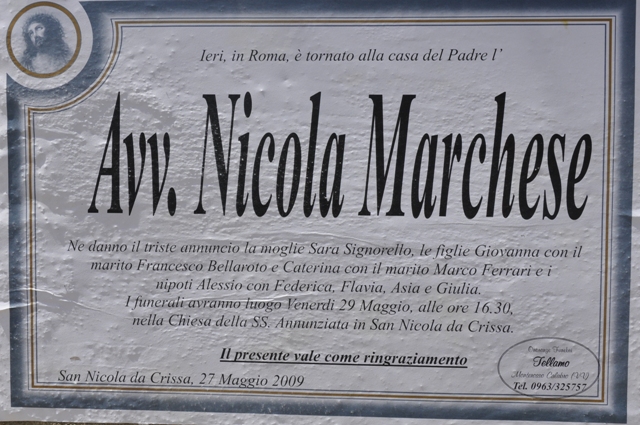 Ieri, in Roma, è tornato alla casa del Padre l'
Avv. Nicola Marchese
Ne danno il triste annuncio la moglie Sara Signorello, le figlie Giovanna con il
marito Francesco Bellaroto e Caterina con il marito Marco Ferrari e i
nipoti Alessio con Federica, Flavia, Asia e Giulia.
I funerali avranno luogo Venerdì 29 Maggio, alle ore 16.30,
nella Chiesa della SS. Annunziata in San Nicola da Crissa.
Il presente vale come ringraziamento
San Nicola da Crissa, 27 Maggio 2009
Tellamo
Tel. 0963/325757